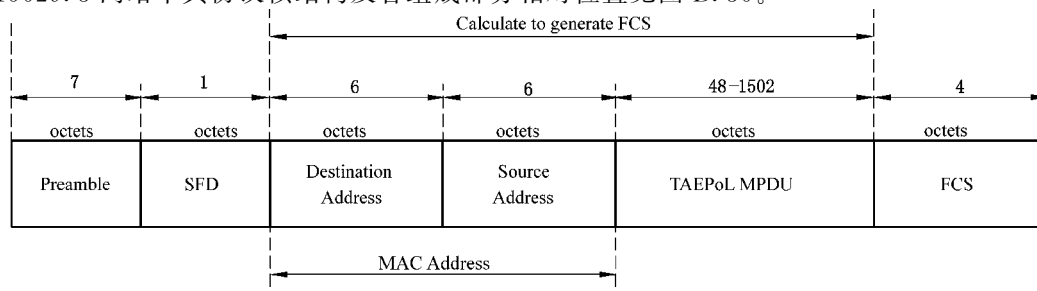 Calculate to generate FCS
7 1 6 6 48-1502 4
octets octets octets octets octets octets
Preamble SFD Destination Address Source Address TAEPoL MPDU FCS
MAC Address